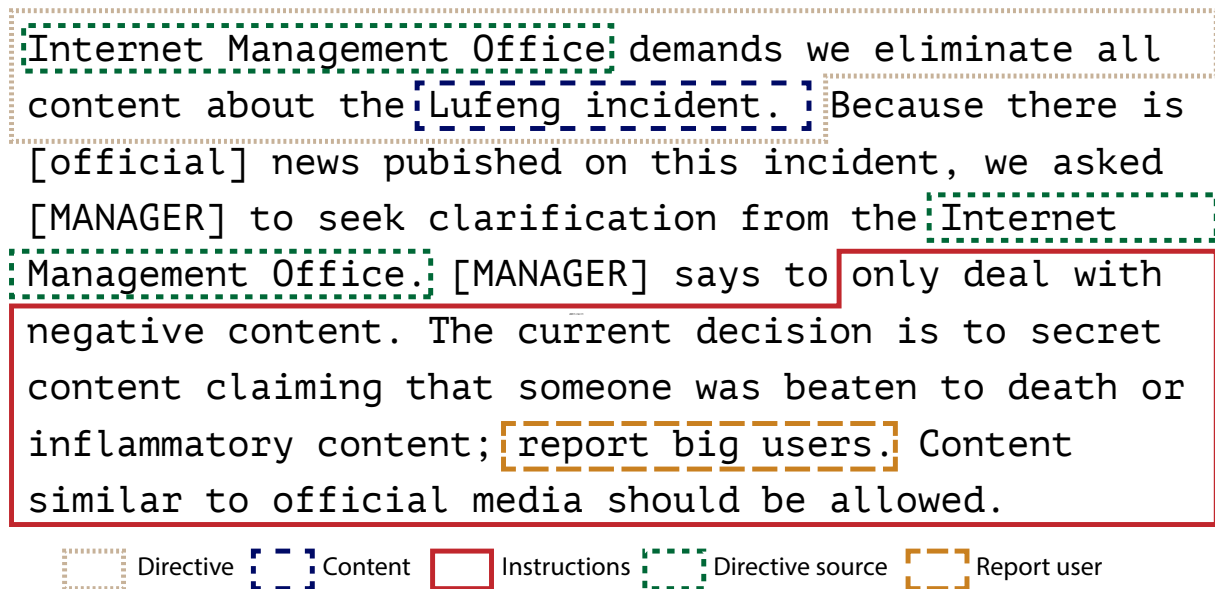 Internet Management Office demands we eliminate all
content about the Lufeng incident. Because there is
[official] news pubished on this incident, we asked
[MANAGER] to seek clarification from the Internet
Management Office. [MANAGER] says to only deal with
negative content. The current decision is to secret
content claiming that someone was beaten to death or
inflammatory content; report big users. Content
similar to official media should be allowed.
Directive Content Instructions Directive source Report user